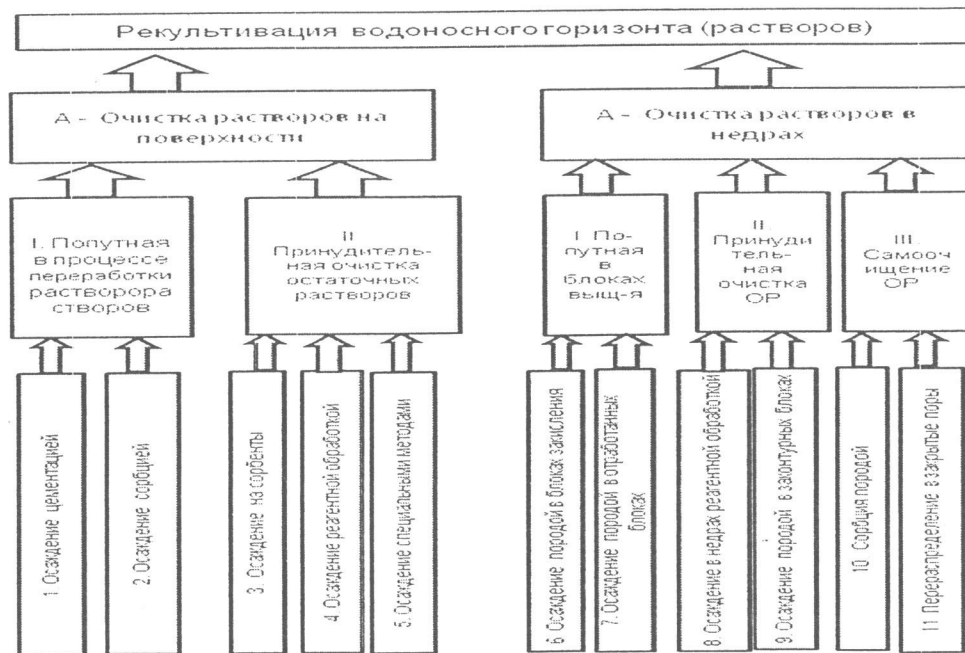 Рекультивация водоносного горизонта (растворов)
А - Очистка растворов на
поверхности
А - Очистка растворов в
недрах
I. Попутная
в процессе
переработки
растворора
створов
II
Принудитель-
ная очистка
остаточных
растворов
I. По-
путная
в
блоках
выщ-я
II.
Принуди
тель-
ная
очистка
ОР
III.
Самооч
ищение
ОР
1 Осаждение цементацией
2. Осаждение сорбцией
3. Осаждение на сорбенты
4. Осаждение реагентной обработкой
5. Осаждение специальными методами
6 Осаждение породой в блоках закисления
7. Осаждение породой в отработанных
блоках
8. Осаждение в недрах реагентной обработкой
9. Осаждение породой в законтурных блоках
10 Сорбция породой
11 Перераспределение в закрытые поры